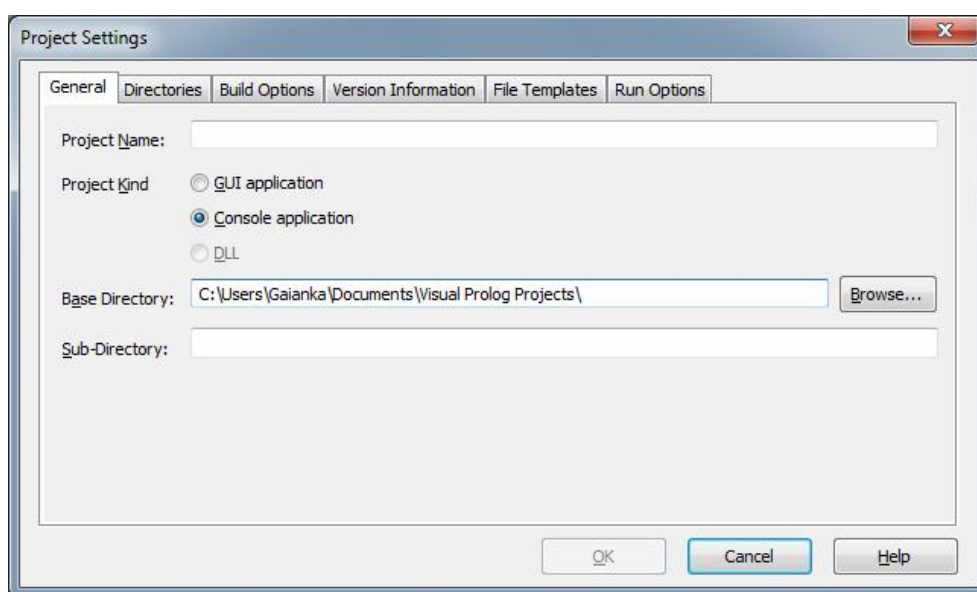 Project Settings
General Directories Build Options Version Information File Templates Run Options
Project Name:
Project Kind GUI application
Console application
DLL
Base Directory: C:\Users\Gaianka\Documents\Visual Prolog Projects\ Browse...
Sub-Directory:
OK Cancel Help